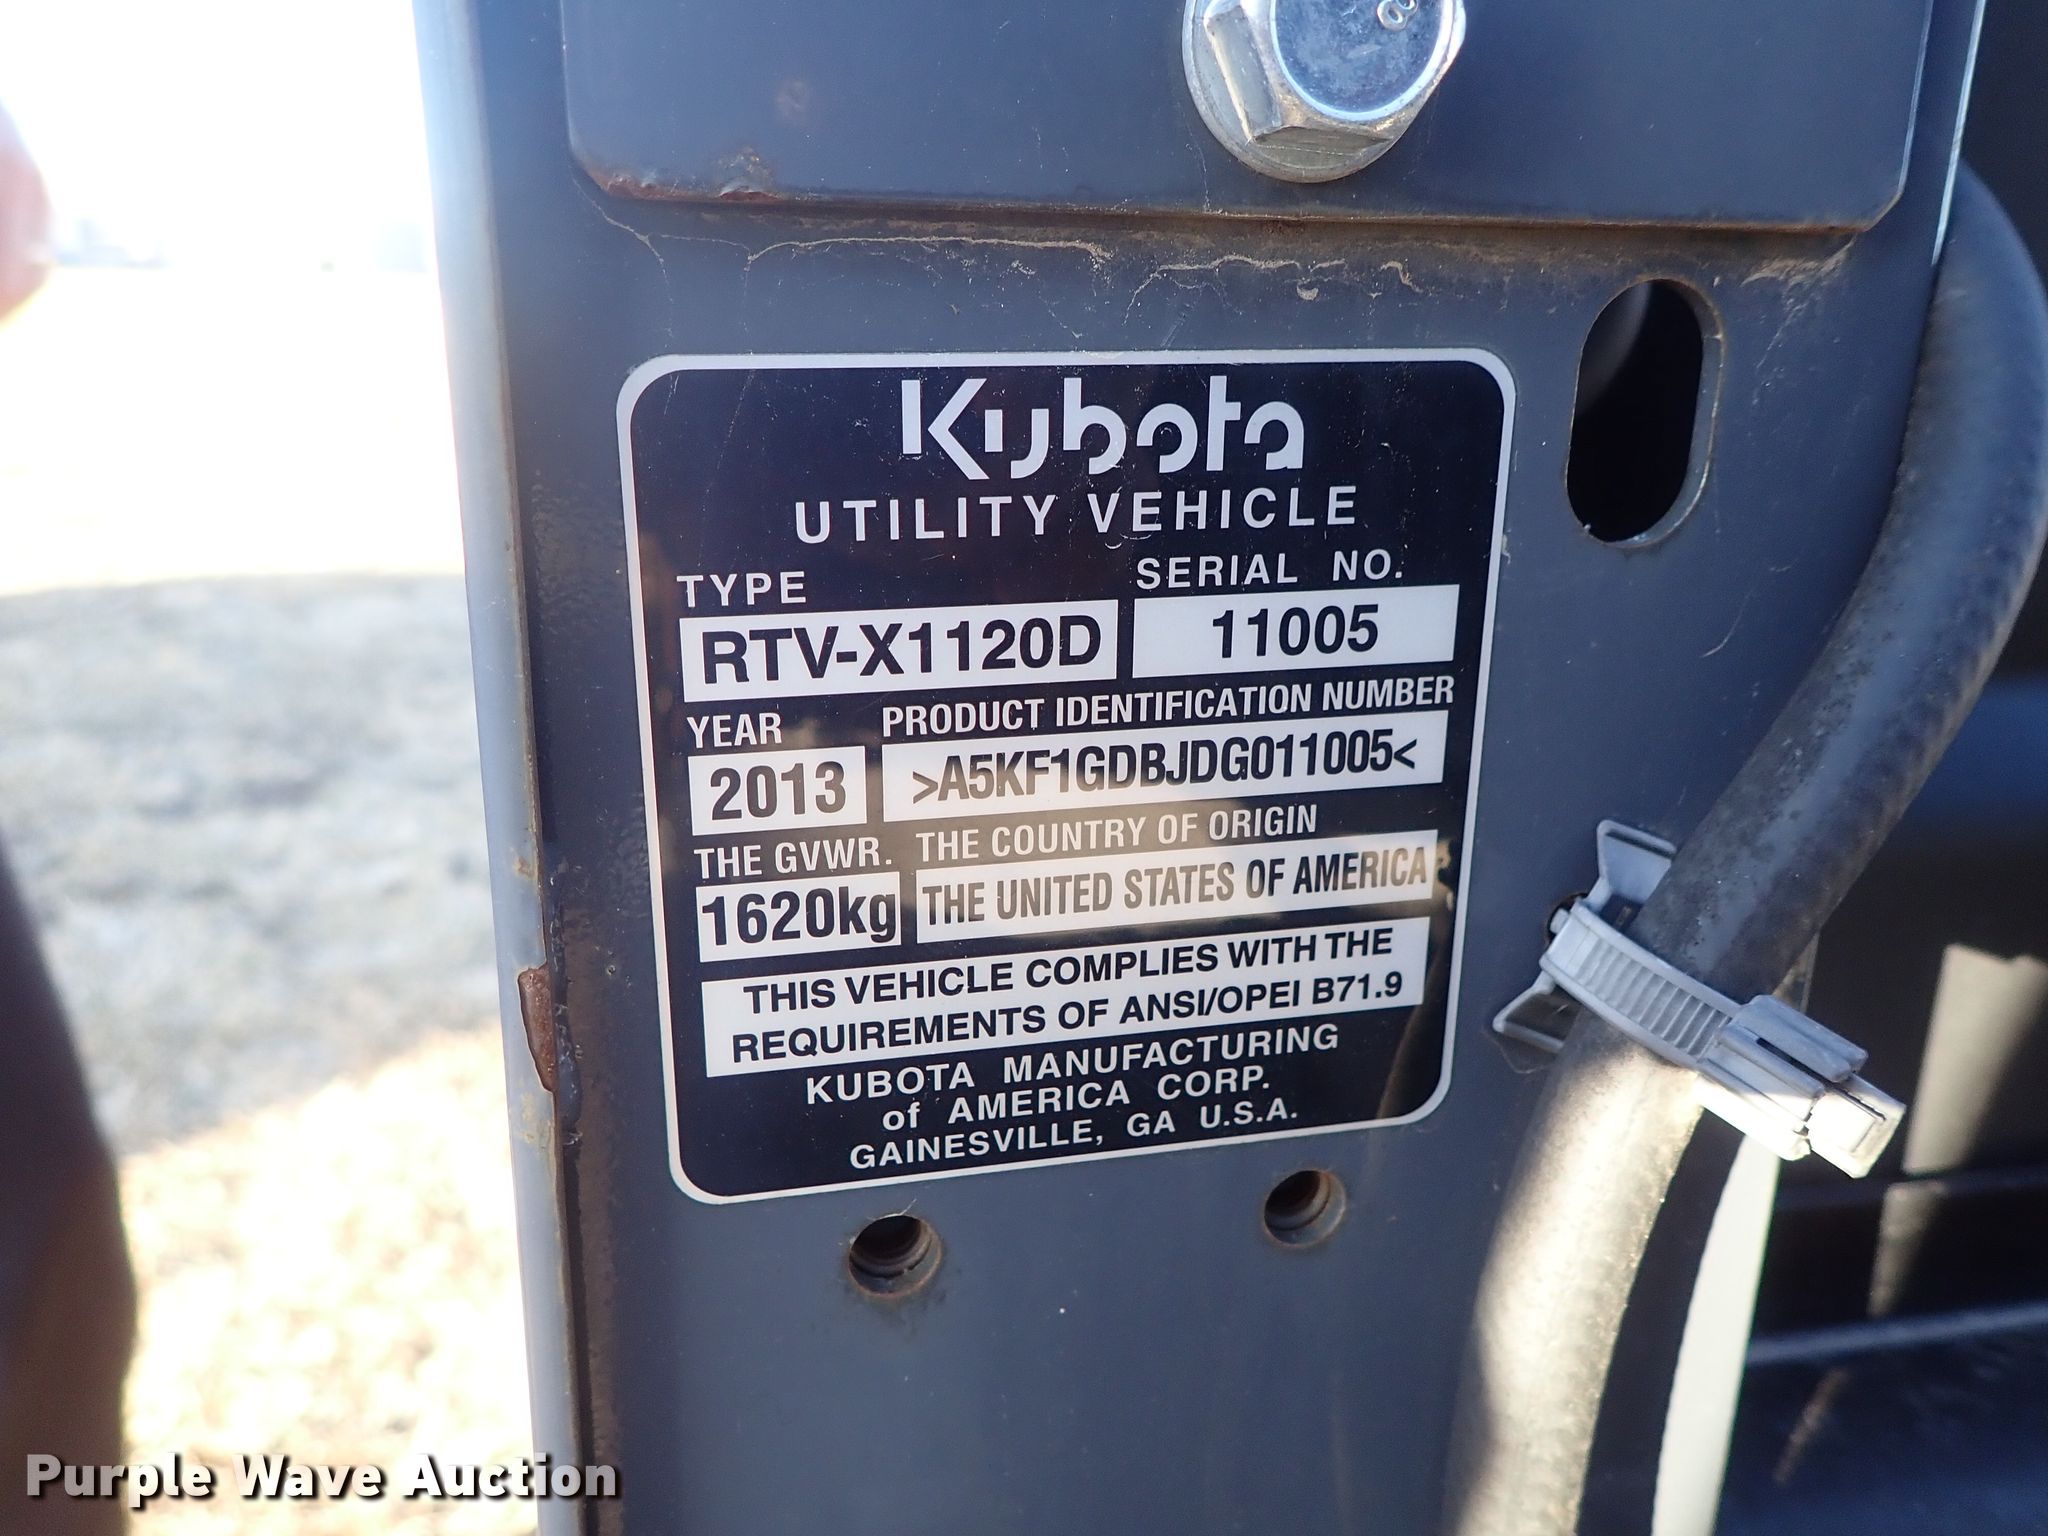 8
Kubota
UTILITY VEHICLE
TYPE
SERIAL NO.
RTV-X1120D
11005
YEAR
PRODUCT IDENTIFICATION NUMBER
2013
>A5KF1GDBJDG011005<
THE GVWR.
THE COUNTRY OF ORIGIN
1620kg
THE UNITED STATES OF AMERICA
THIS VEHICLE COMPLIES WITH THE
REQUIREMENTS OF ANSI/OPEI B71.9
KUBOTA MANUFACTURING
of AMERICA CORP.
GAINESVILLE, GA U.S.A.
Purple Wave Auction